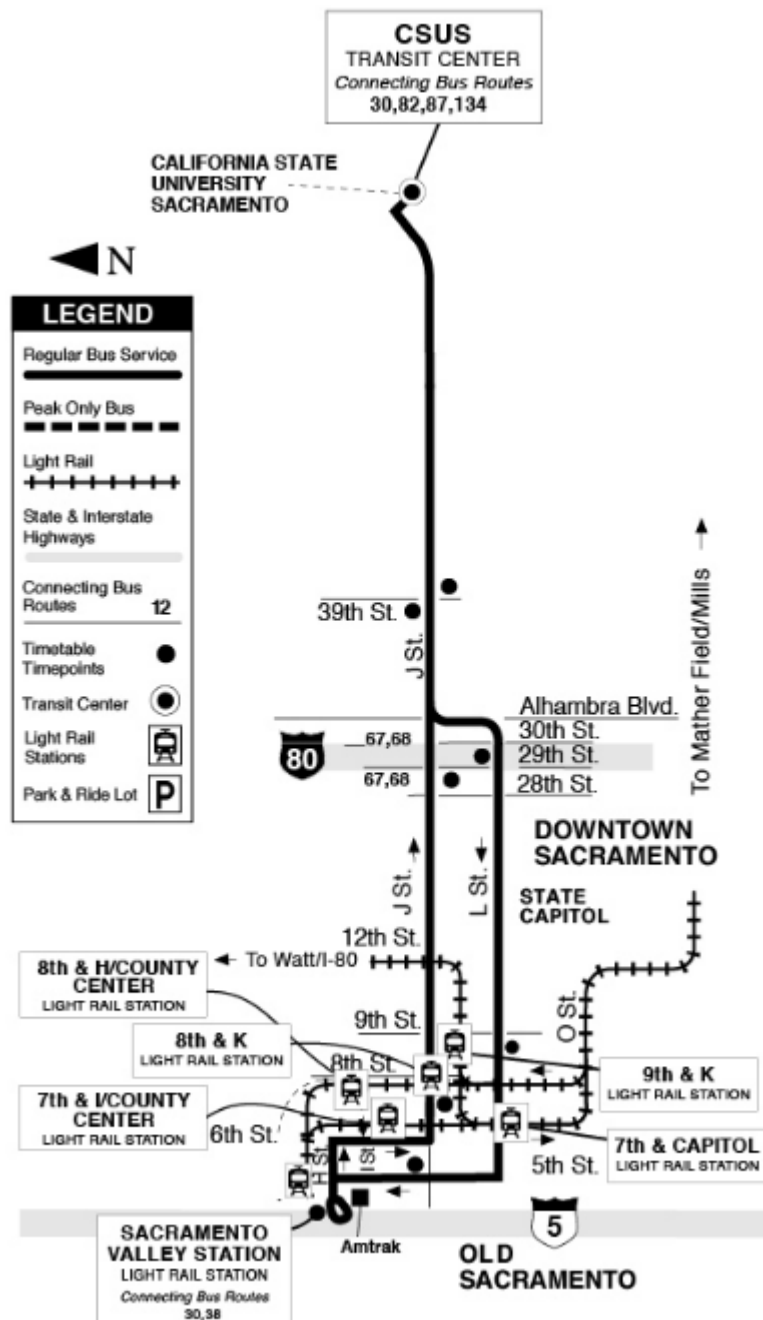 CSUS
TRANSIT CENTER
Connecting Bus Routes
30,82,87,134
CALIFORNIA STATE
UNIVERSITY
SACRAMENTO
N
LEGEND
Regular Bus Service
Peak Only Bus
Light Rail
State & Interstate
Highways
Connecting Bus
Routes 12
Timetable
Timepoints
Transit Center
Light Rail
Stations
Park & Ride Lot P
39th St.
J St.
To Mather Field/Mills
Alhambra Blvd.
30th St.
67,68
29th St.
80
67,68
28th St.
DOWNTOWN
SACRAMENTO
STATE
CAPITOL
J St.
L St.
12th St.
To Watt/I-80
8th & H/COUNTY
CENTER
LIGHT RAIL STATION
9th St.
O St.
8th & K
LIGHT RAIL STATION
8th St.
9th & K
LIGHT RAIL STATION
7th & I/COUNTY
CENTER
LIGHT RAIL STATION
6th St.
7th & CAPITOL
LIGHT RAIL STATION
H St
I St
5th St.
5
SACRAMENTO
VALLEY STATION
LIGHT RAIL STATION
Connecting Bus Routes
30,38
Amtrak
OLD
SACRAMENTO